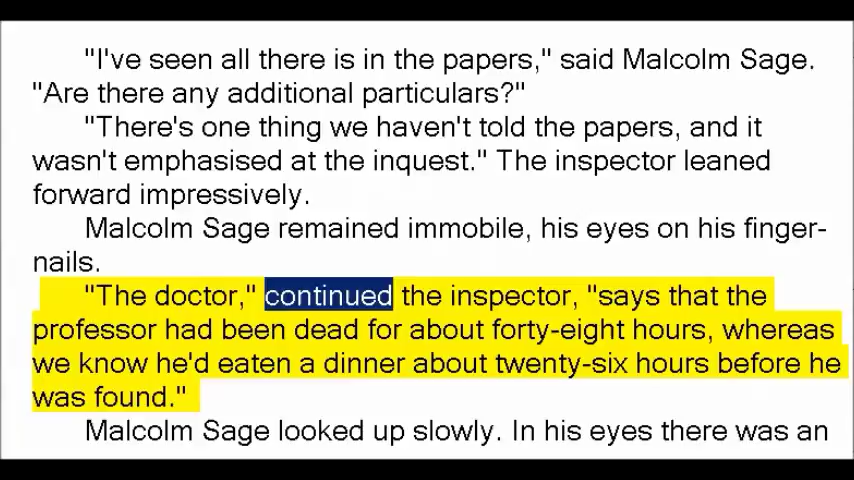 "I've seen all there is in the papers," said Malcolm Sage.
"Are there any additional particulars?"
"There's one thing we haven't told the papers, and it
wasn't emphasised at the inquest." The inspector leaned
forward impressively.
Malcolm Sage remained immobile, his eyes on his finger-
nails.
"The doctor," continued the inspector, "says that the
professor had been dead for about forty-eight hours, whereas
we know he'd eaten a dinner about twenty-six hours before he
was found."
Malcolm Sage looked up slowly. In his eyes there was an